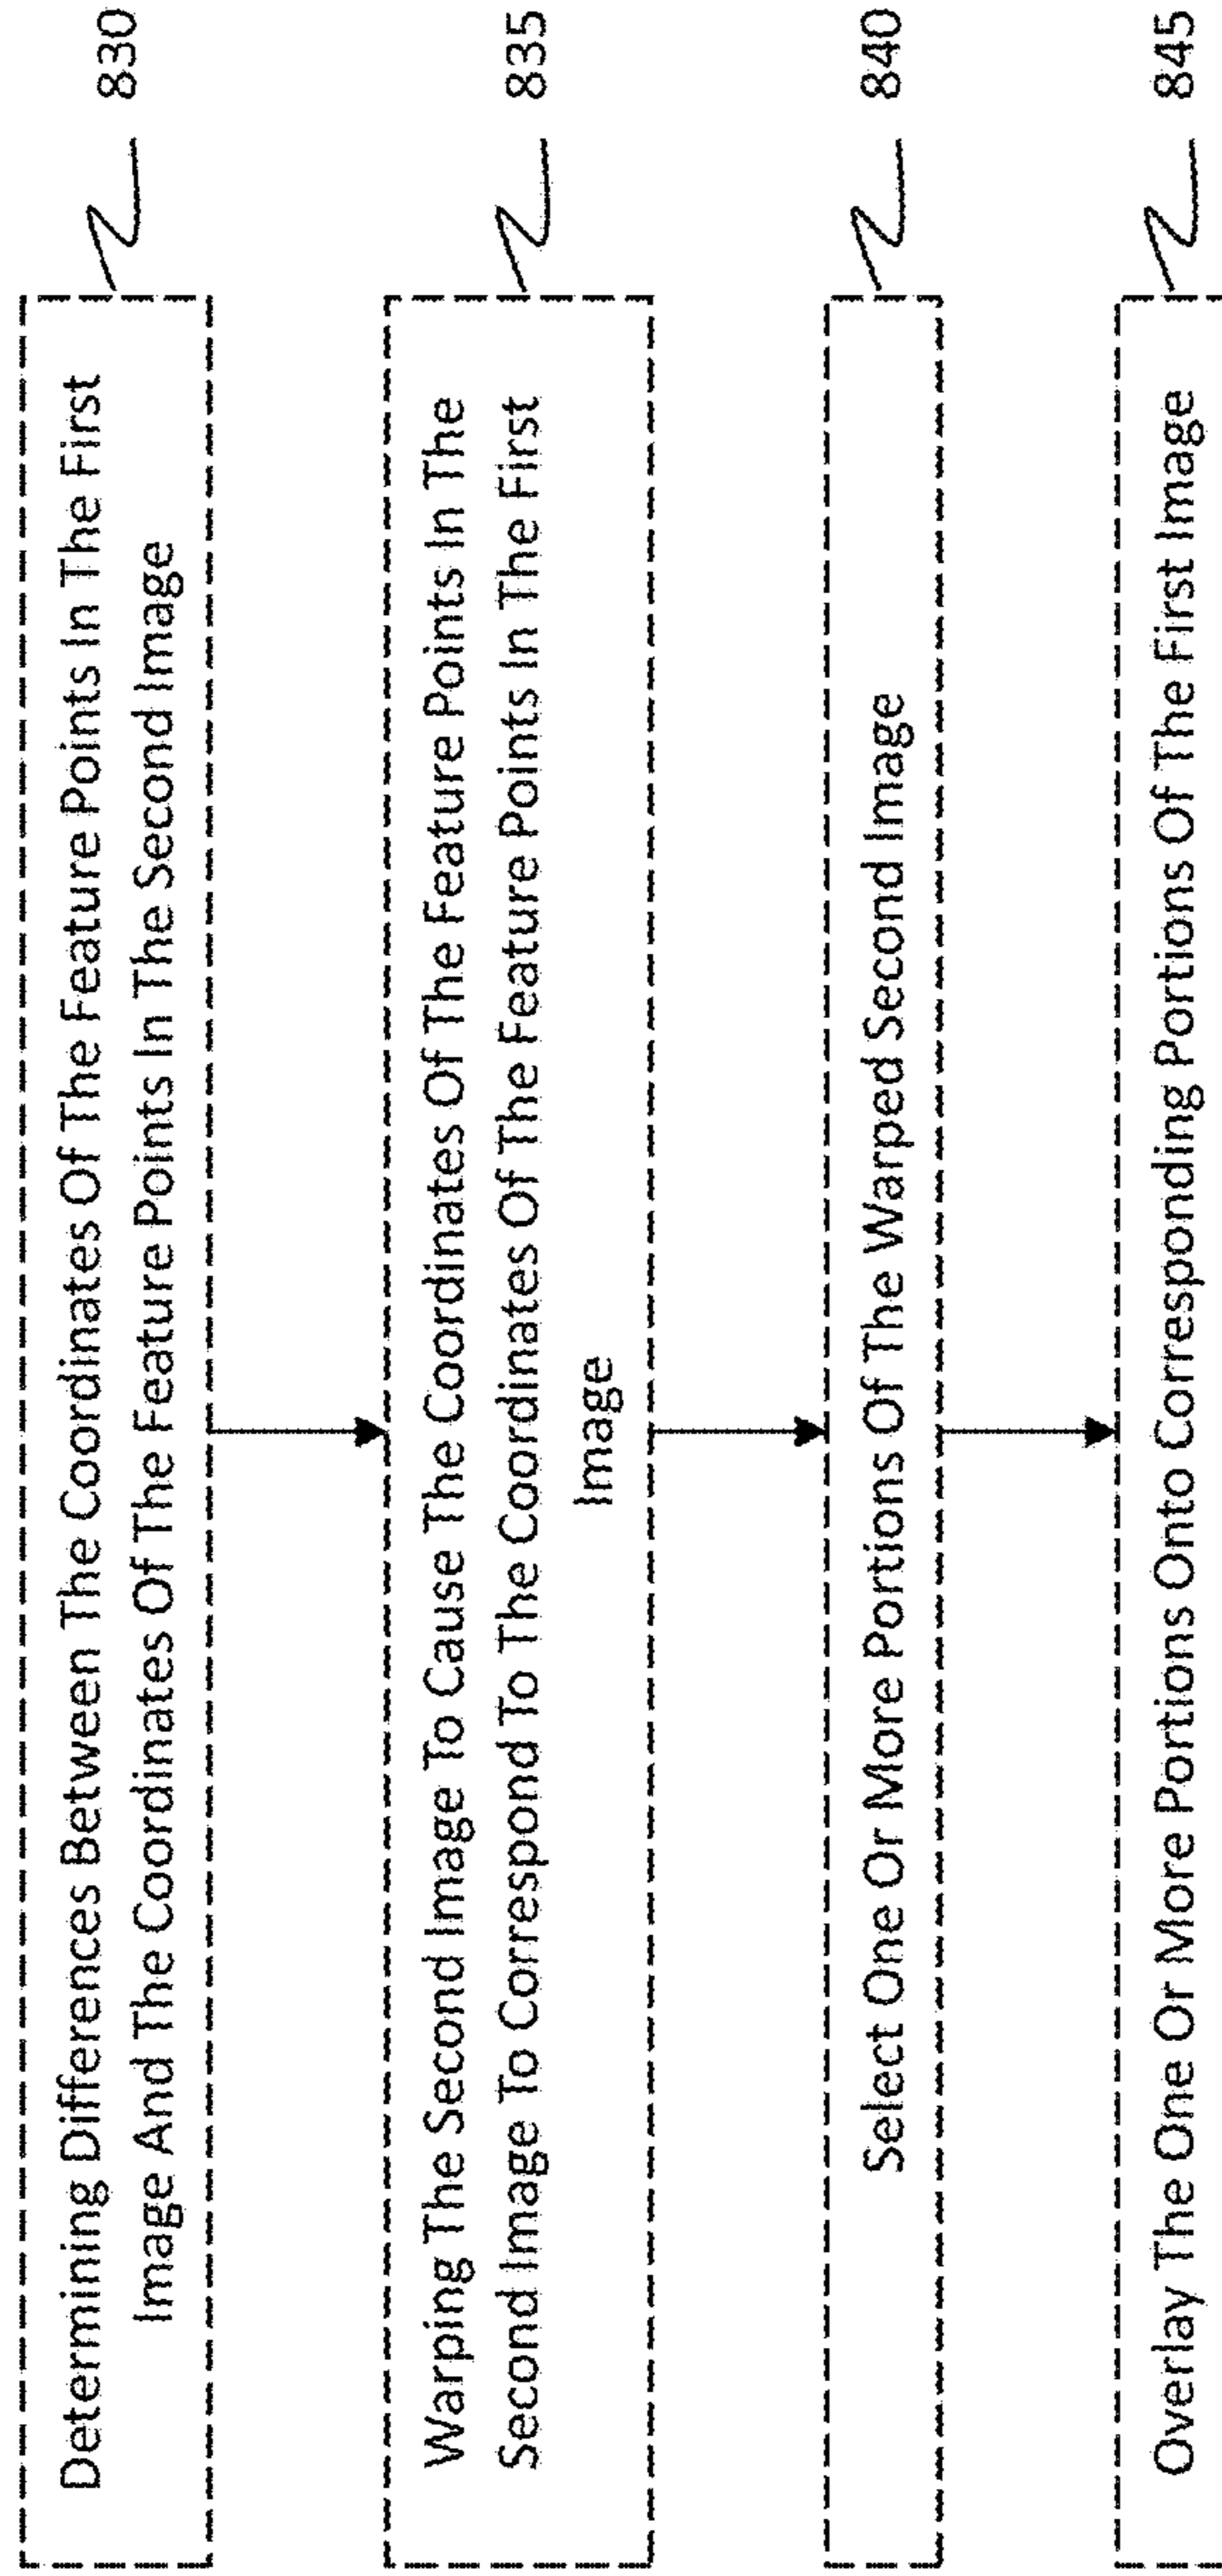 Determining Differences Between The Coordinates Of The Feature Points In The First
Image And The Coordinates Of The Feature Points In The Second Image
830
Warping The Second Image To Cause The Coordinates Of The Feature Points In The
Second Image To Correspond To The Coordinates Of The Feature Points In The First
Image
835
Select One Or More Portions Of The Warped Second Image
840
Overlay The One Or More Portions Onto Corresponding Portions Of The First Image
845